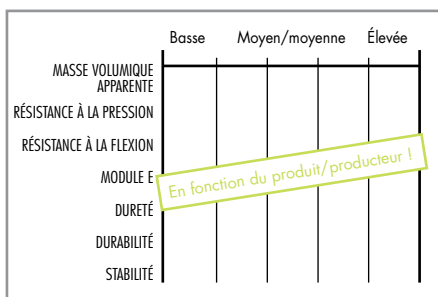 Basse Moyen/moyenne Élevée
MASSE VOLUMIQUE
APPARENTE
RÉSISTANCE À LA PRESSION
RÉSISTANCE À LA FLEXION
MODULE E
En fonction du produit/producteur !
DURETÉ
DURABILITÉ
STABILITÉ